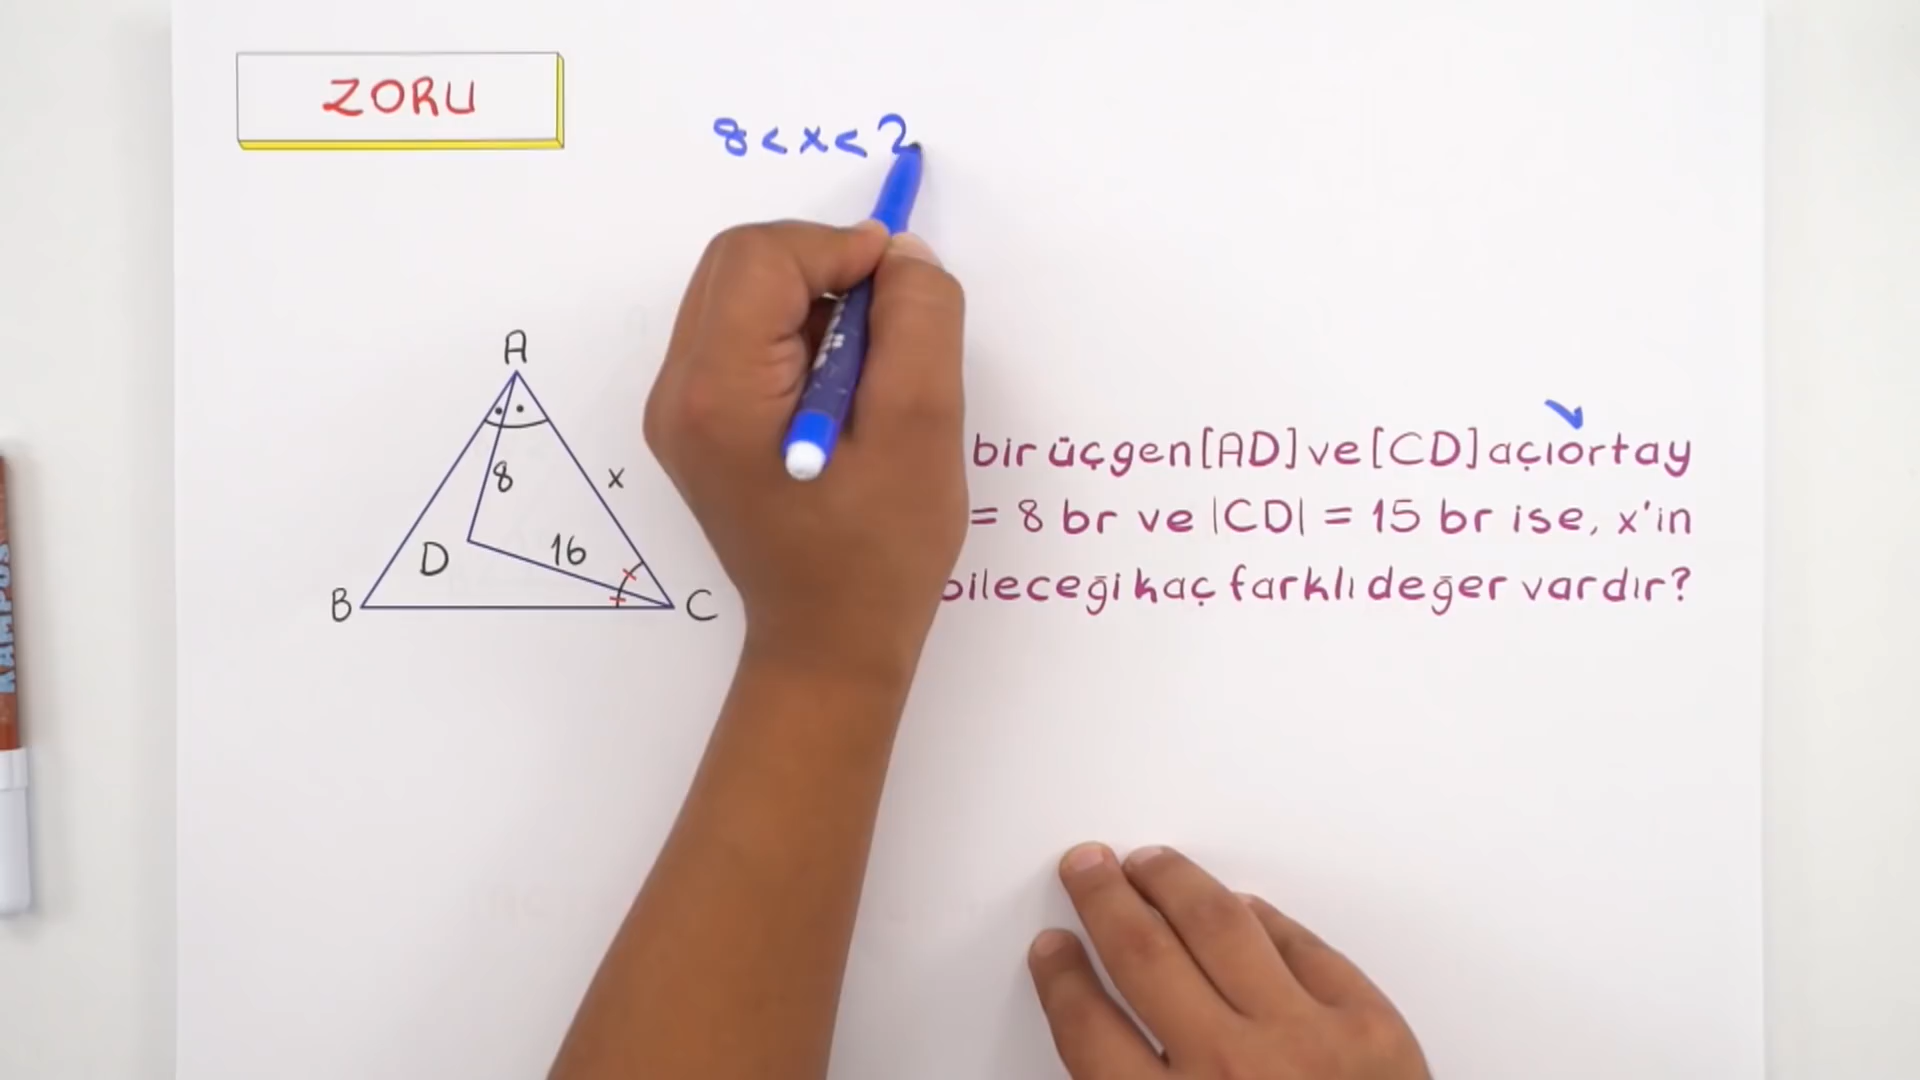 ZORU
8 < x < 2
A
8
x
16
D
B
C
bir üçgen [AD] ve [CD] açıortay
= 8 br ve |CD| = 15 br ise, x'in
bileceği kaç farklı değer vardır?
KAMPÜS